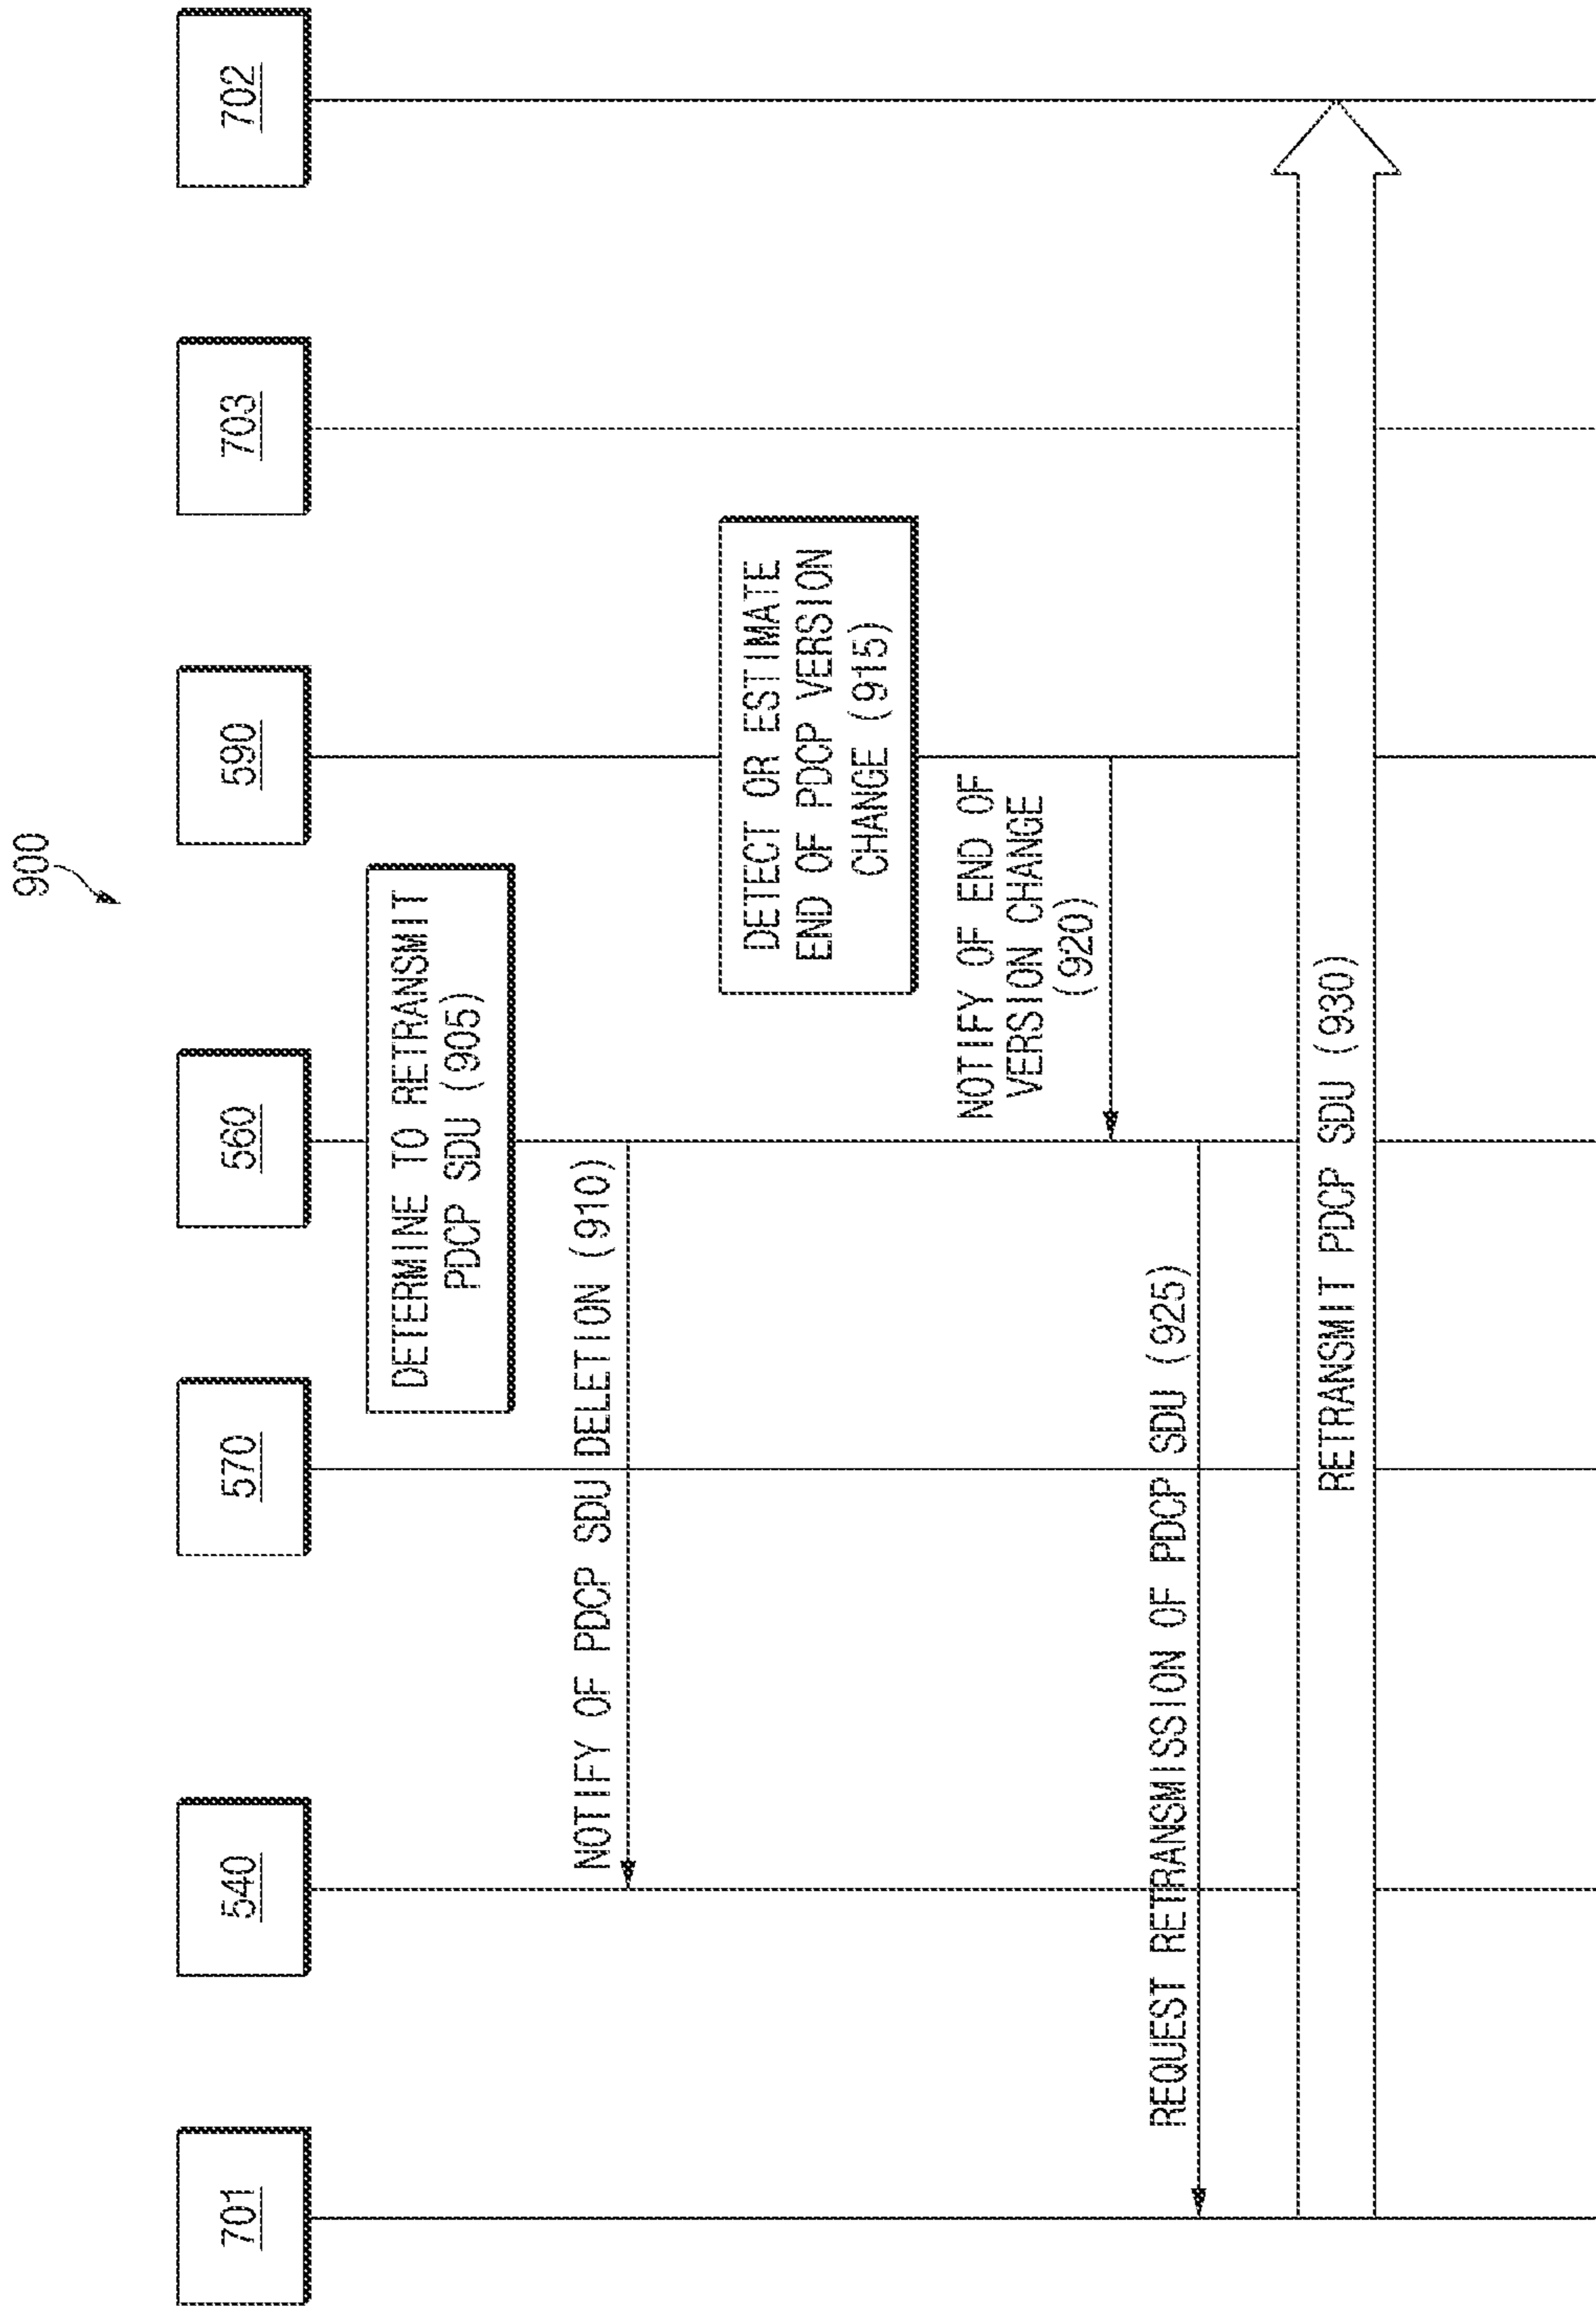 900
701
540
570
560
590
703
702
DETERMINE TO RETRANSMIT
PDCP SDU (905)
NOTIFY OF PDCP SDU DELETION (910)
DETECT OR ESTIMATE
END OF PDCP VERSION
CHANGE (915)
NOTIFY OF END OF
VERSION CHANGE
(920)
REQUEST RETRANSMISSION OF PDCP SDU (925)
RETRANSMIT PDCP SDU (930)